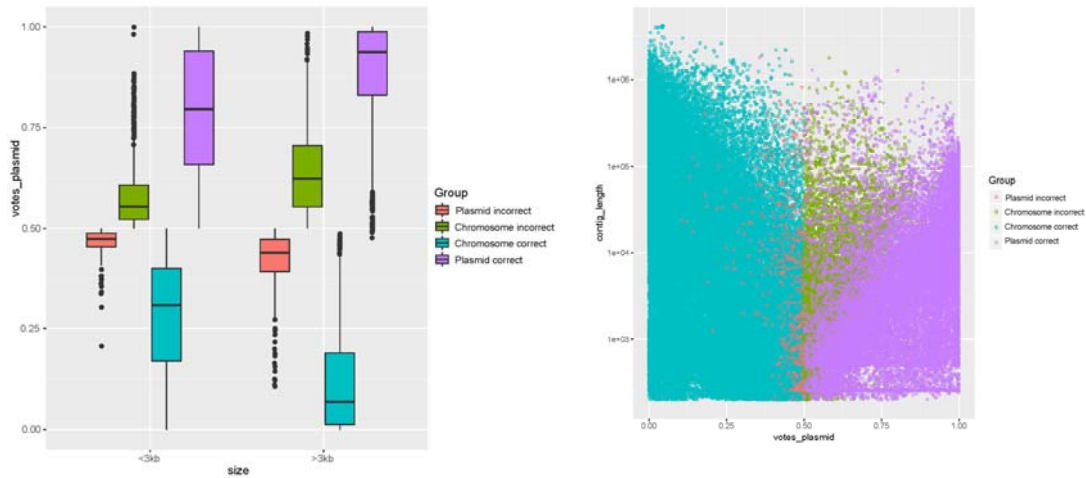 1.00
0.75
0.50
0.25
0.00
votes_plasmid
<3kb
>3kb
size
Group
Plasmid incorrect
Chromosome incorrect
Chromosome correct
Plasmid correct
1e+06
1e+05
1e+04
1e+03
contig_length
0.00
0.25
0.50
0.75
1.00
votes_plasmid
Group
Plasmid incorrect
Chromosome incorrect
Chromosome correct
Plasmid correct